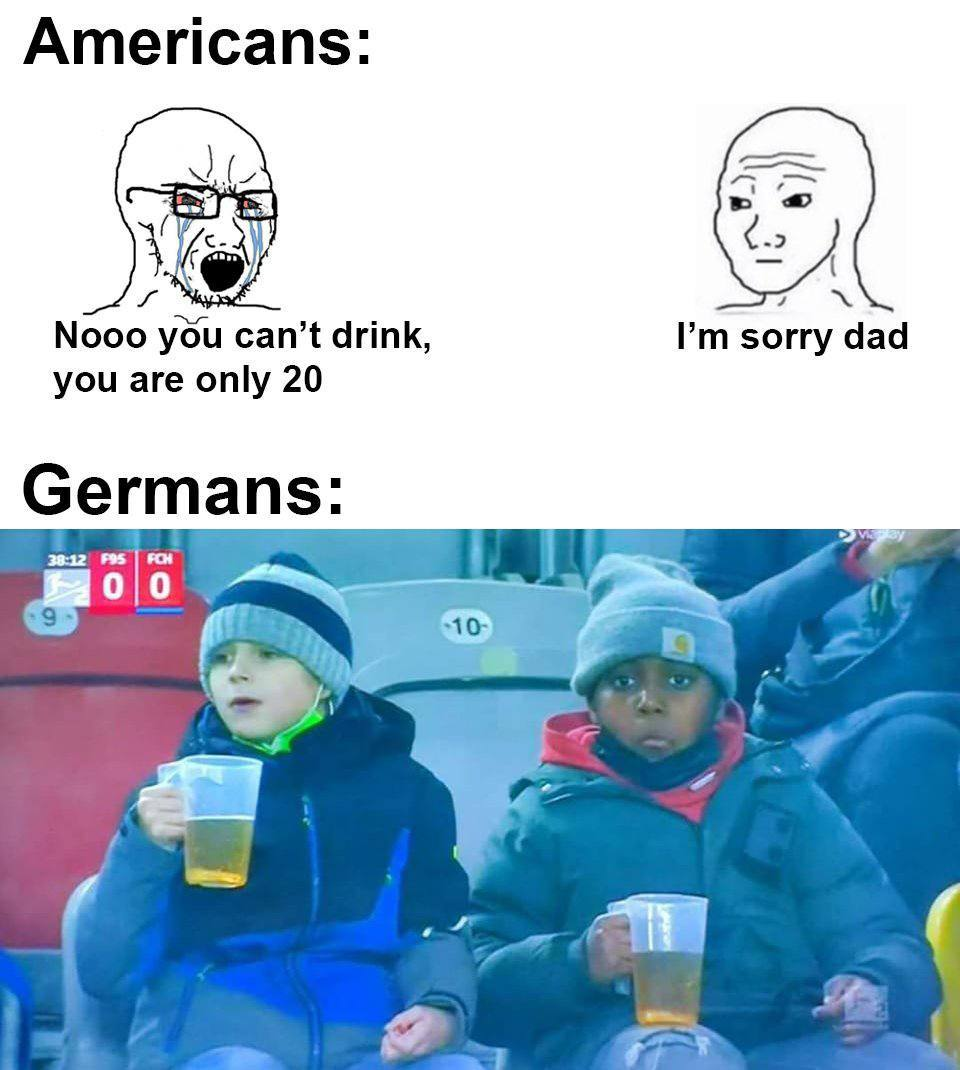 Americans:
Nooo you can't drink,
you are only 20
I'm sorry dad
Germans:
38:12 F95 FCH
0 0
viaplay
9
-10-